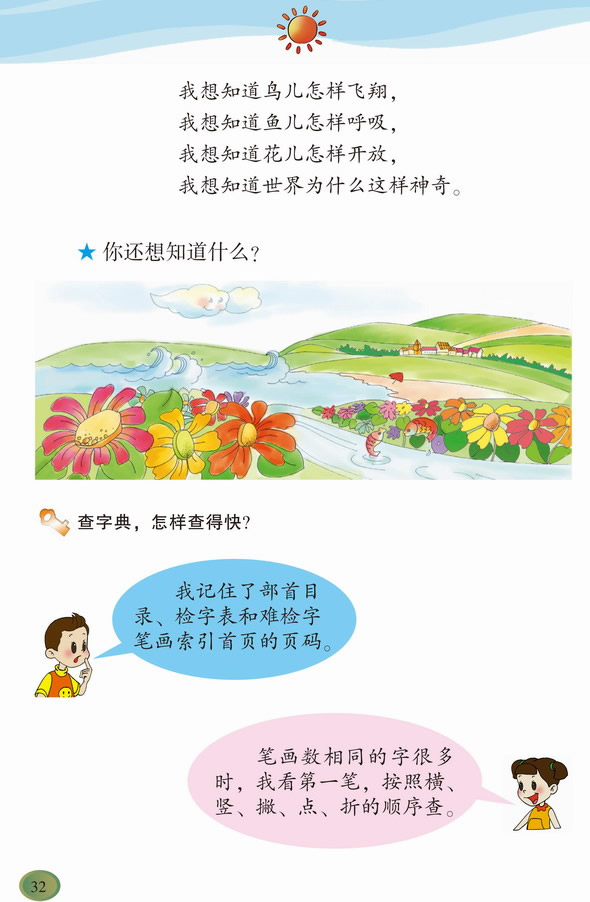 我想知道鸟儿怎样飞翔，
我想知道鱼儿怎样呼吸，
我想知道花儿怎样开放，
我想知道世界为什么这样神奇。
★ 你还想知道什么？
查字典，怎样查得快？
我记住了部首目
录、检字表和难检字
笔画索引首页的页码。
笔画数相同的字很多
时，我看第一笔，按照横、
竖、撇、点、折的顺序查。
32